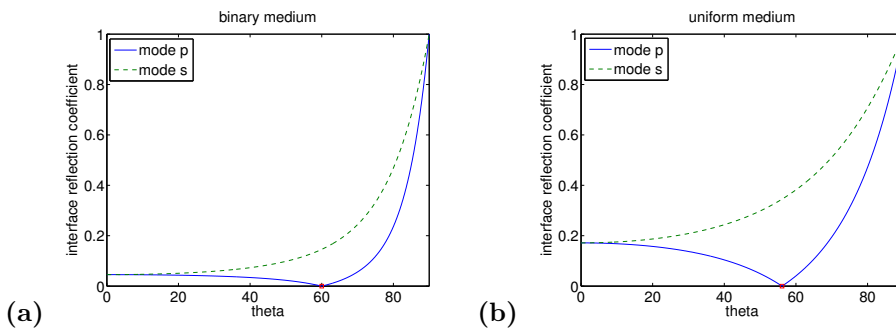 binary medium
1
0.8
0.6
0.4
0.2
0
interface reflection coefficient
mode p
mode s
0 20 40 60 80
theta
(a)
uniform medium
1
0.8
0.6
0.4
0.2
0
interface reflection coefficient
mode p
mode s
0 20 40 60 80
theta
(b)